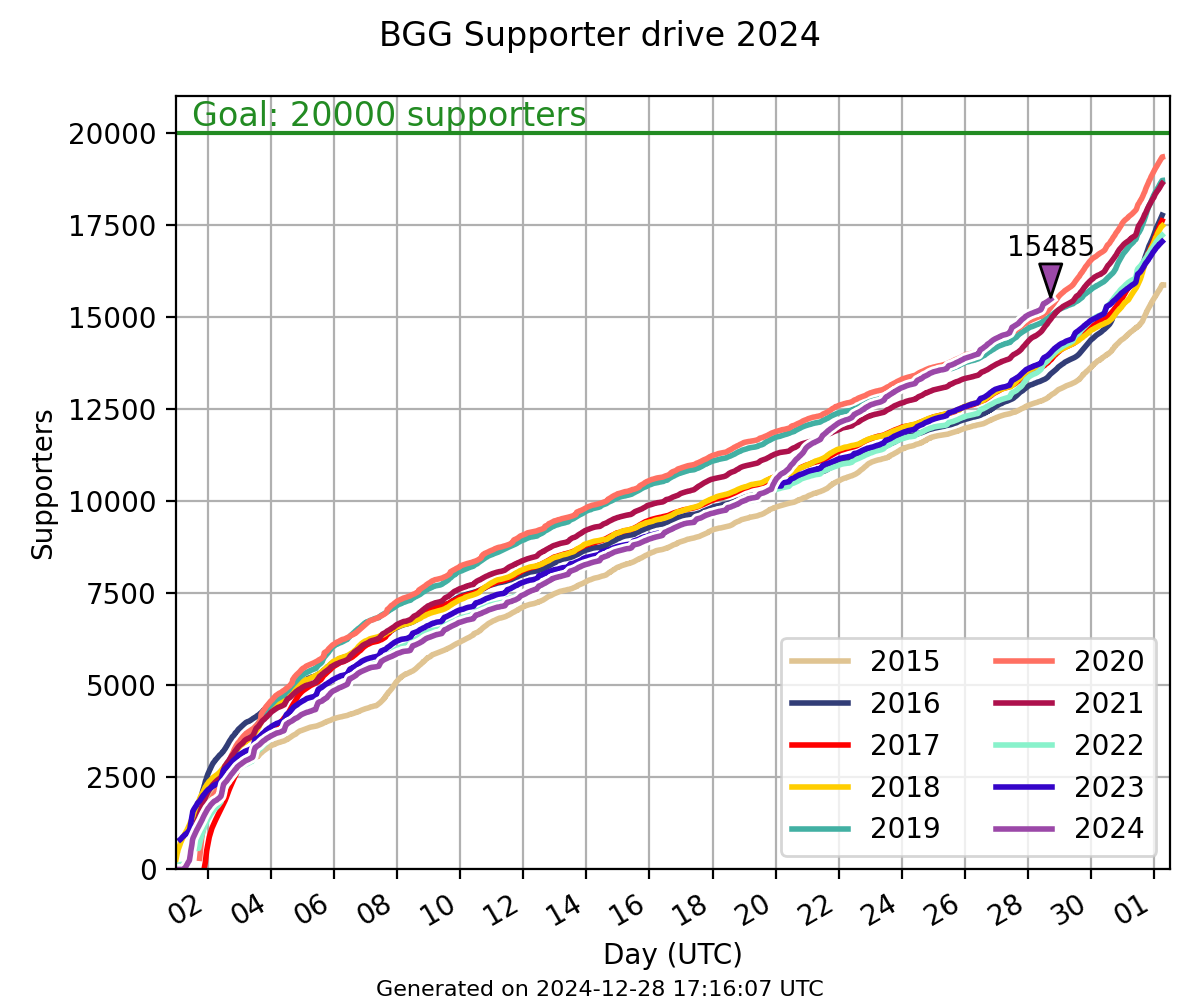 BGG Supporter drive 2024
Goal: 20000 supporters
20000
17500
15485
15000
12500
10000
7500
5000
2500
0
Supporters
2015 2020
2016 2021
2017 2022
2018 2023
2019 2024
02 04 06 08 10 12 14 16 18 20 22 24 26 28 30 01
Day (UTC)
Generated on 2024-12-28 17:16:07 UTC